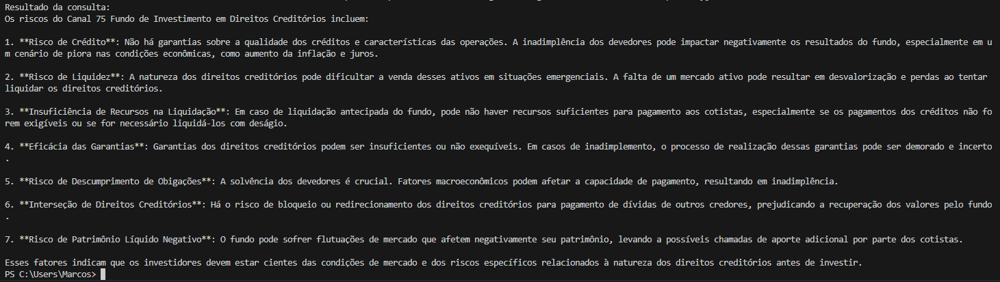 Resultado da consulta:
Os riscos do Canal 75 Fundo de Investimento em Direitos Creditórios incluem:
1. **Risco de Crédito**: Não há garantias sobre a qualidade dos créditos e características das operações. A inadimplência dos devedores pode impactar negativamente os resultados do fundo, especialmente em u
m cenário de piora nas condições econômicas, como aumento da inflação e juros.
2. **Risco de Liquidez**: A natureza dos direitos creditórios pode dificultar a venda desses ativos em situações emergenciais. A falta de um mercado ativo pode resultar em desvalorização e perdas ao tentar
liquidar os direitos creditórios.
3. **Insuficiência de Recursos na Liquidação**: Em caso de liquidação antecipada do fundo, pode não haver recursos suficientes para pagamento aos cotistas, especialmente se os pagamentos dos créditos não fo
rem exigíveis ou se for necessário liquidá-los com deságio.
4. **Eficácia das Garantias**: Garantias dos direitos creditórios podem ser insuficientes ou não exequíveis. Em casos de inadimplemento, o processo de realização dessas garantias pode ser demorado e incerto
.
5. **Risco de Descumprimento de Obrigações**: A solvência dos devedores é crucial. Fatores macroeconômicos podem afetar a capacidade de pagamento, resultando em inadimplência.
6. **Interseção de Direitos Creditórios**: Há o risco de bloqueio ou redirecionamento dos direitos creditórios para pagamento de dívidas de outros credores, prejudicando a recuperação dos valores pelo fundo
.
7. **Risco de Patrimônio Líquido Negativo**: O fundo pode sofrer flutuações de mercado que afetem negativamente seu patrimônio, levando a possíveis chamadas de aporte adicional por parte dos cotistas.
Esses fatores indicam que os investidores devem estar cientes das condições de mercado e dos riscos específicos relacionados à natureza dos direitos creditórios antes de investir.
PS C:\Users\Marcos>